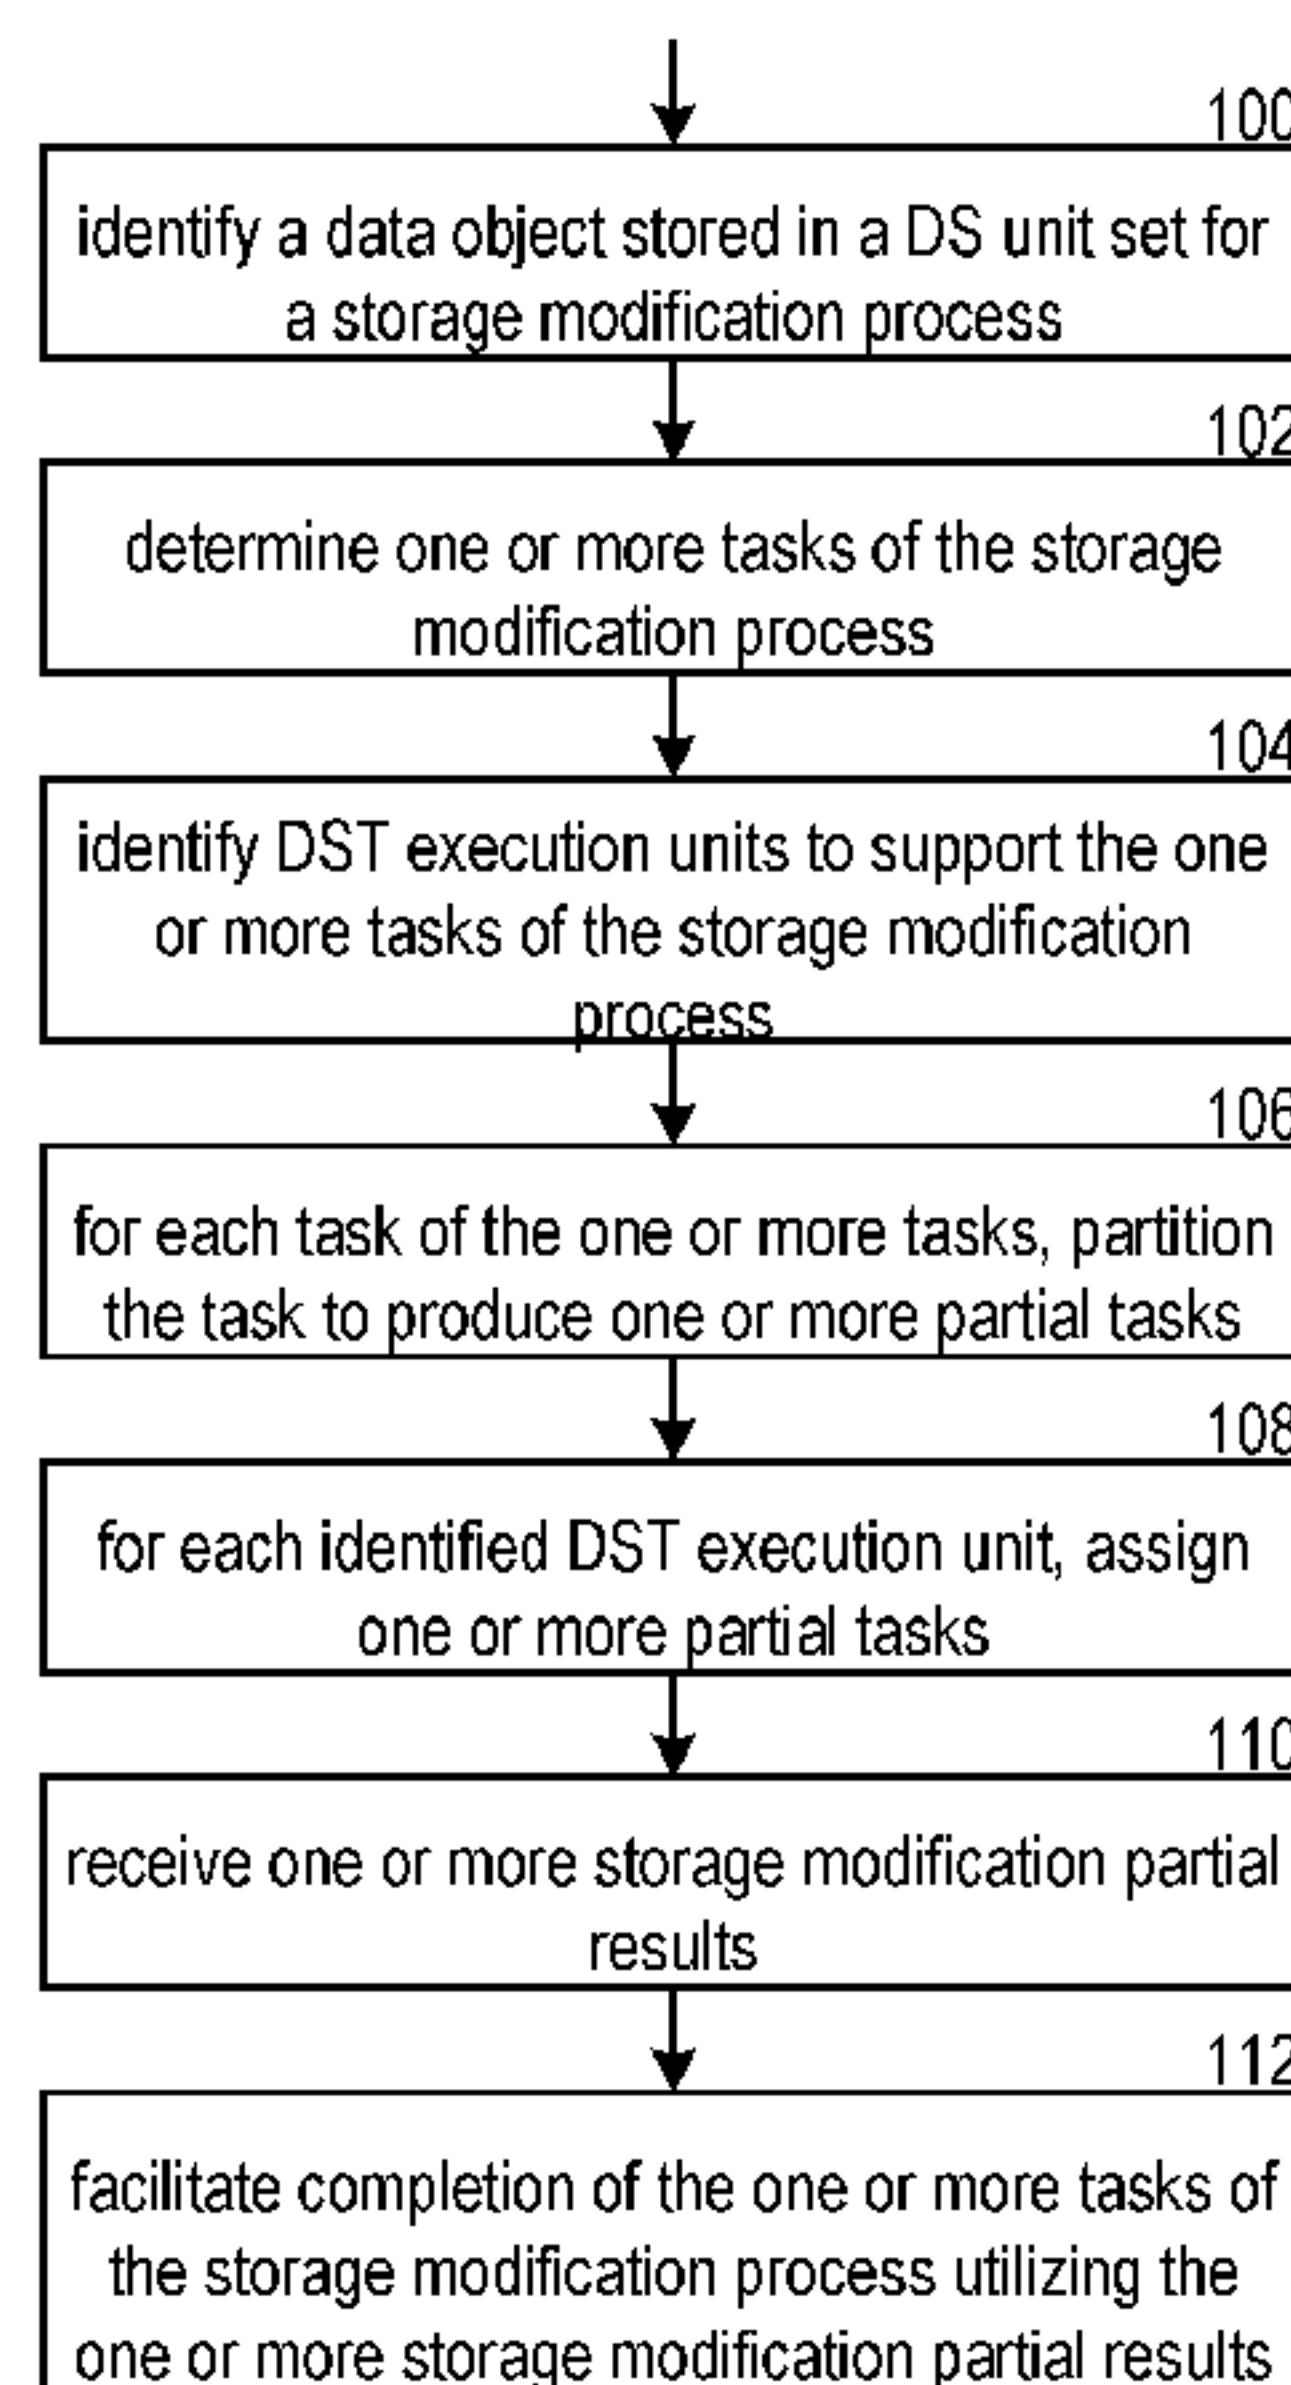 100
identify a data object stored in a DS unit set for
a storage modification process
102
determine one or more tasks of the storage
modification process
104
identify DST execution units to support the one
or more tasks of the storage modification
process
106
for each task of the one or more tasks, partition
the task to produce one or more partial tasks
108
for each identified DST execution unit, assign
one or more partial tasks
110
receive one or more storage modification partial
results
112
facilitate completion of the one or more tasks of
the storage modification process utilizing the
one or more storage modification partial results